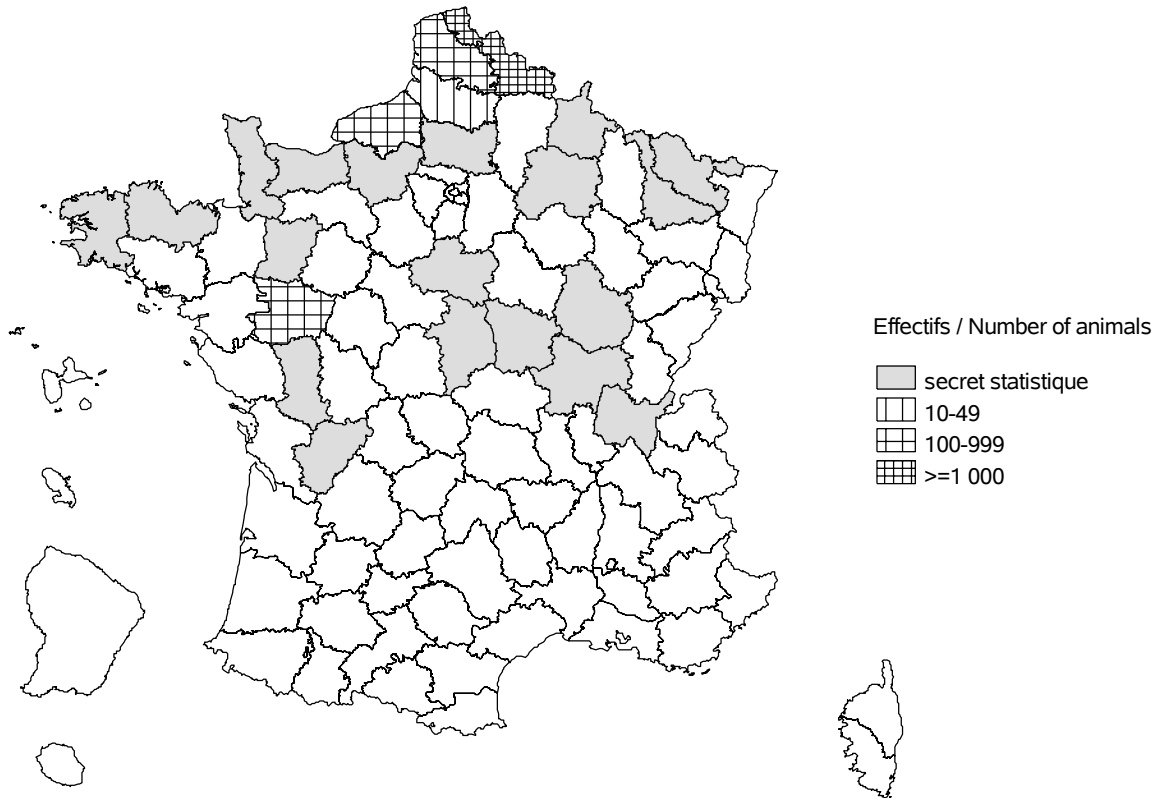 Effectifs / Number of animals
secret statistique
10-49
100-999
>=1 000